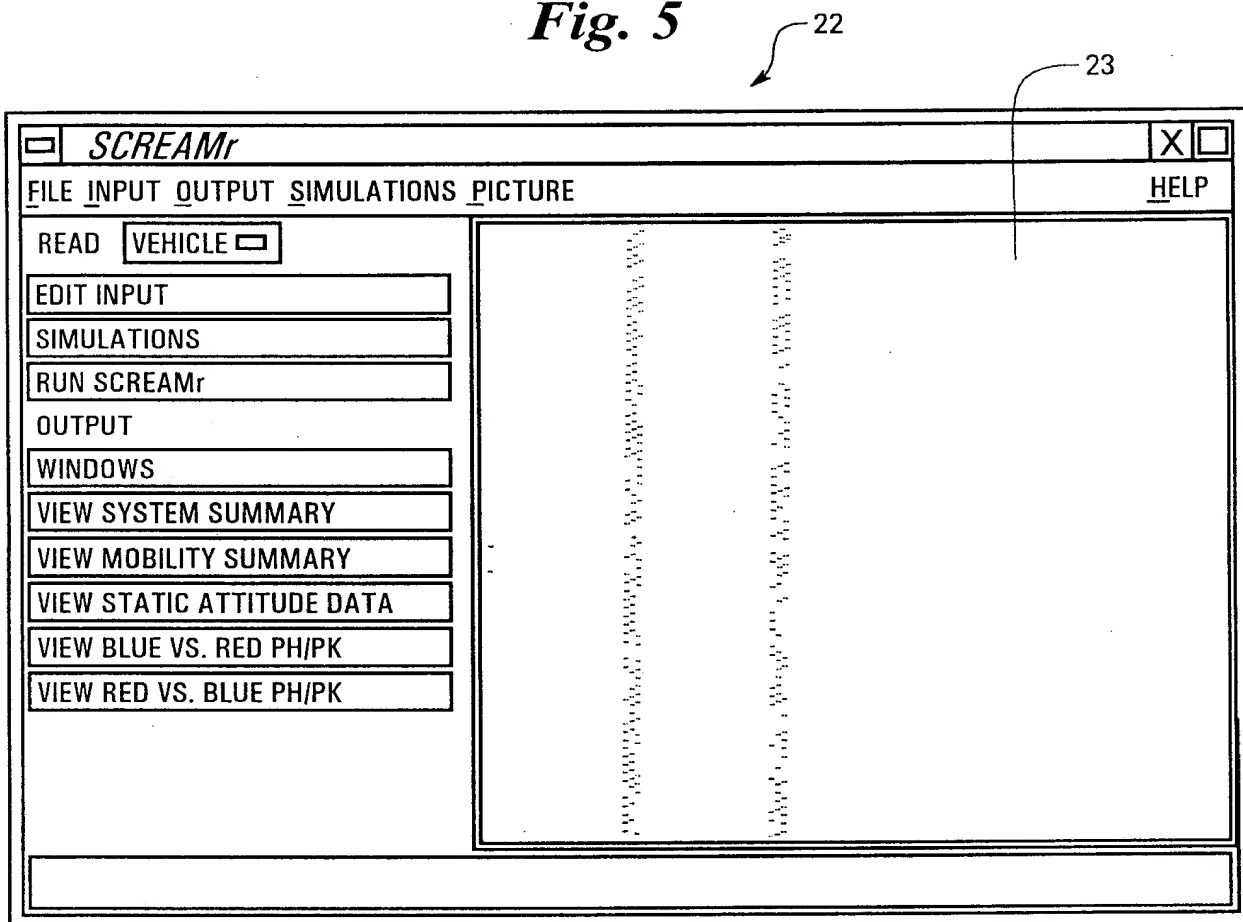 Fig. 5
22
23
SCREAMr
X
FILE INPUT OUTPUT SIMULATIONS PICTURE HELP
READ VEHICLE
EDIT INPUT
SIMULATIONS
RUN SCREAMr
OUTPUT
WINDOWS
VIEW SYSTEM SUMMARY
VIEW MOBILITY SUMMARY
VIEW STATIC ATTITUDE DATA
VIEW BLUE VS. RED PH/PK
VIEW RED VS. BLUE PH/PK